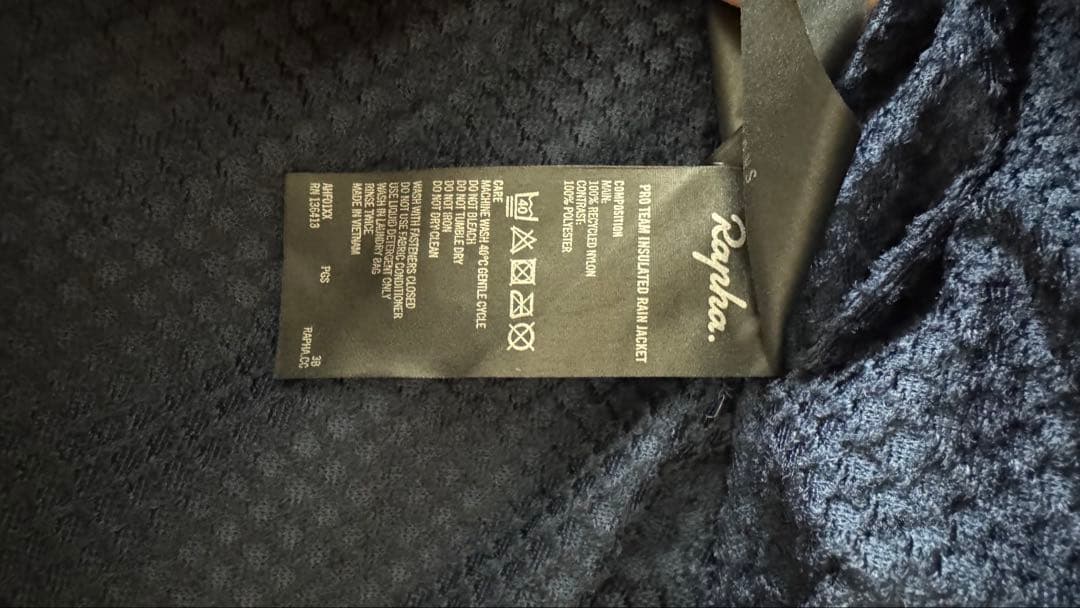 Rapha.
PRO TEAM INSULATED RAIN JACKET
COMPOSITION
MAIN:
100% RECYCLED NYLON
CONTRAST:
100% POLYESTER
40
CARE
MACHINE WASH 40°C GENTLE CYCLE
DO NOT BLEACH
DO NOT TUMBLE DRY
DO NOT IRON
DO NOT DRY CLEAN
WASH WITH FASTENERS CLOSED
DO NOT USE FABRIC CONDITIONER
USE LIQUID DETERGENT ONLY
WASH IN LAUNDRY BAG
RINSE TWICE
MADE IN VIETNAM
AHP01XX PGS 3B
RN 136413 RAPHA.CC